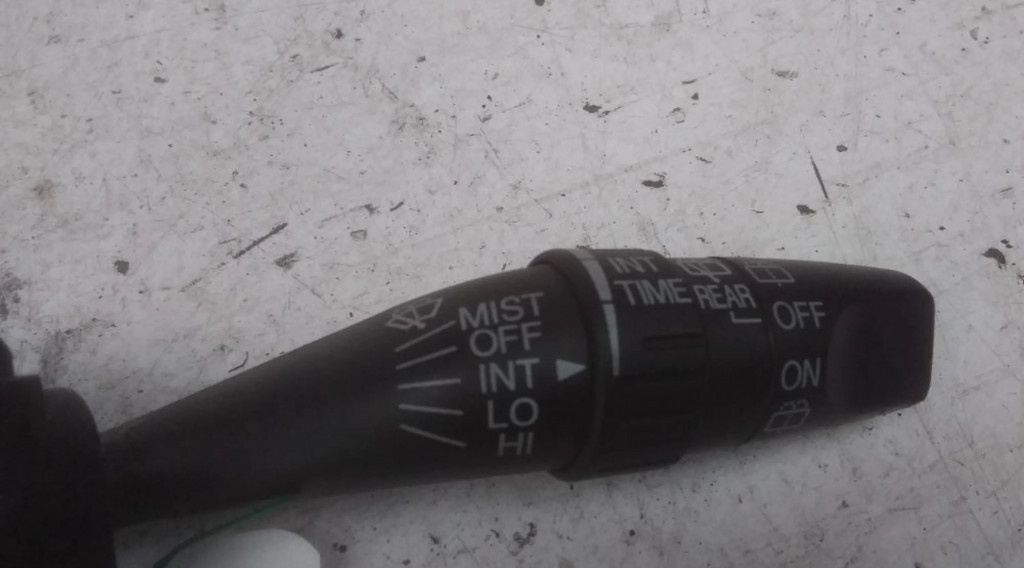 MIST
OFF
INT
LO
HI
INT
TIME
REAR
OFF
ON